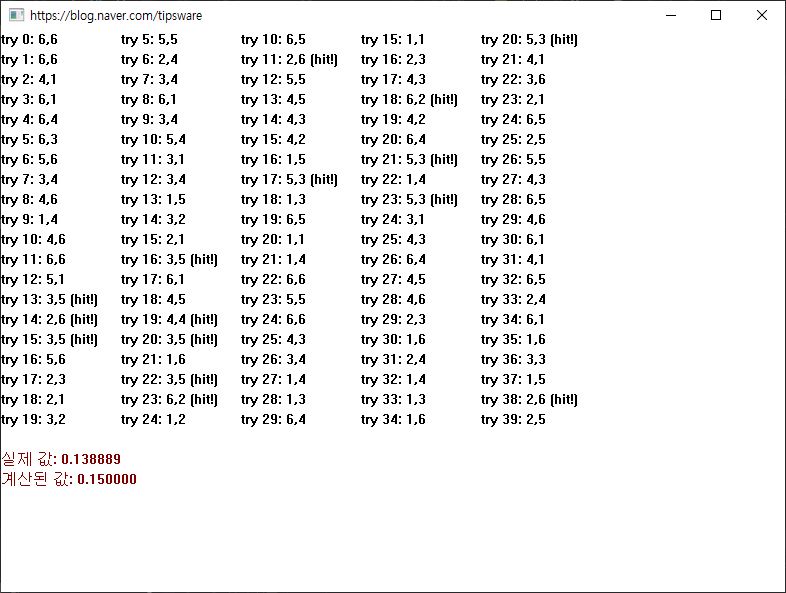 https://blog.naver.com/tipsware
try 0: 6,6 try 5: 5,5 try 10: 6,5 try 15: 1,1 try 20: 5,3 (hit!)
try 1: 6,6 try 6: 2,4 try 11: 2,6 (hit!) try 16: 2,3 try 21: 4,1
try 2: 4,1 try 7: 3,4 try 12: 5,5 try 17: 4,3 try 22: 3,6
try 3: 6,1 try 8: 6,1 try 13: 4,5 try 18: 6,2 (hit!) try 23: 2,1
try 4: 6,4 try 9: 3,4 try 14: 4,3 try 19: 4,2 try 24: 6,5
try 5: 6,3 try 10: 5,4 try 15: 4,2 try 20: 6,4 try 25: 2,5
try 6: 5,6 try 11: 3,1 try 16: 1,5 try 21: 5,3 (hit!) try 26: 5,5
try 7: 3,4 try 12: 3,4 try 17: 5,3 (hit!) try 22: 1,4 try 27: 4,3
try 8: 4,6 try 13: 1,5 try 18: 1,3 try 23: 5,3 (hit!) try 28: 6,5
try 9: 1,4 try 14: 3,2 try 19: 6,5 try 24: 3,1 try 29: 4,6
try 10: 4,6 try 15: 2,1 try 20: 1,1 try 25: 4,3 try 30: 6,1
try 11: 6,6 try 16: 3,5 (hit!) try 21: 1,4 try 26: 6,4 try 31: 4,1
try 12: 5,1 try 17: 6,1 try 22: 6,6 try 27: 4,5 try 32: 6,5
try 13: 3,5 (hit!) try 18: 4,5 try 23: 5,5 try 28: 4,6 try 33: 2,4
try 14: 2,6 (hit!) try 19: 4,4 (hit!) try 24: 6,6 try 29: 2,3 try 34: 6,1
try 15: 3,5 (hit!) try 20: 3,5 (hit!) try 25: 4,3 try 30: 1,6 try 35: 1,6
try 16: 5,6 try 21: 1,6 try 26: 3,4 try 31: 2,4 try 36: 3,3
try 17: 2,3 try 22: 3,5 (hit!) try 27: 1,4 try 32: 1,4 try 37: 1,5
try 18: 2,1 try 23: 6,2 (hit!) try 28: 1,3 try 33: 1,3 try 38: 2,6 (hit!)
try 19: 3,2 try 24: 1,2 try 29: 6,4 try 34: 1,6 try 39: 2,5
실제 값: 0.138889
계산된 값: 0.150000